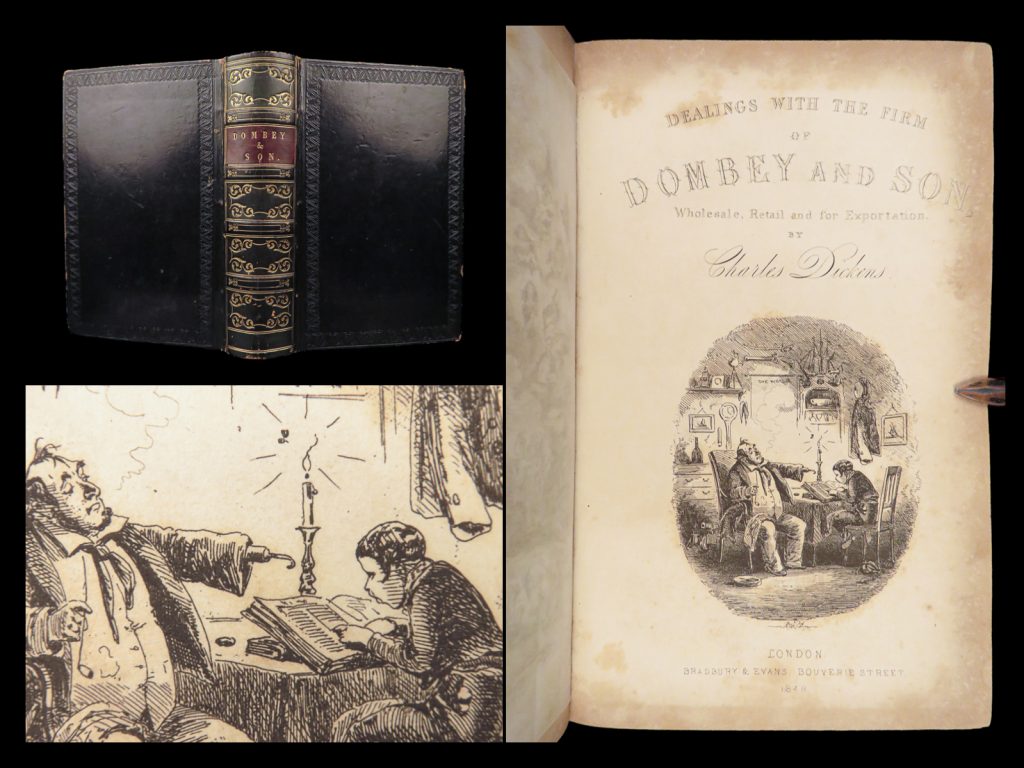 DOMBEY
&
SON.
DEALINGS WITH THE FIRM
OF
DOMBEY AND SON,
Wholesale, Retail and for Exportation.
BY
Charles Dickens.
LONDON
BRADBURY & EVANS, BOUVERIE STREET.
1848